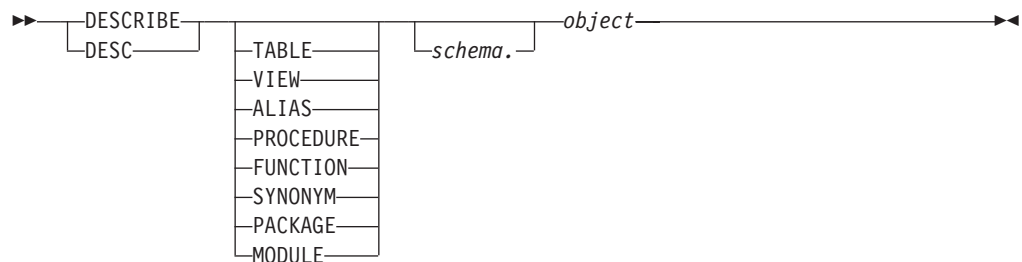 DESCRIBE object
DESC TABLE schema.
VIEW
ALIAS
PROCEDURE
FUNCTION
SYNONYM
PACKAGE
MODULE